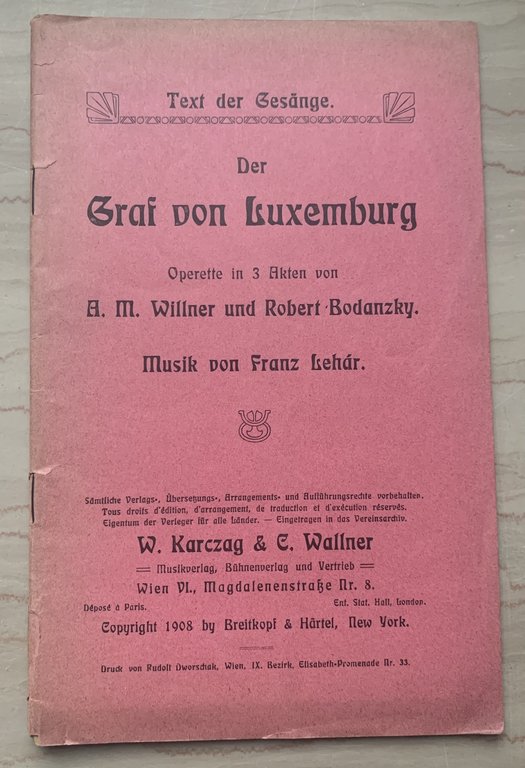 Text der Gesänge.
Der
Graf von Luxemburg
Operette in 3 Akten von
A. M. Willner und Robert Bodanzky.
Musik von Franz Lehár.
Sämtliche Verlags-, Übersetzungs-, Arrangements- und Aufführungsrechte vorbehalten.
Tous droits d'édition, d'arrangement, de traduction et d'exécution réservés.
Eigentum der Verleger für alle Länder. — Eingetragen in das Vereinsarchiv.
W. Karczag & C. Wallner
Musikverlag, Bühnenverlag und Vertrieb
Wien VI., Magdalenenstraße Nr. 8.
Déposé à Paris. Ent. Stat. Hall, London.
Copyright 1908 by Breitkopf & Härtel, New York.
Druck von Rudolf Dworschak, Wien, IX. Bezirk, Elisabeth-Promenade Nr. 33.